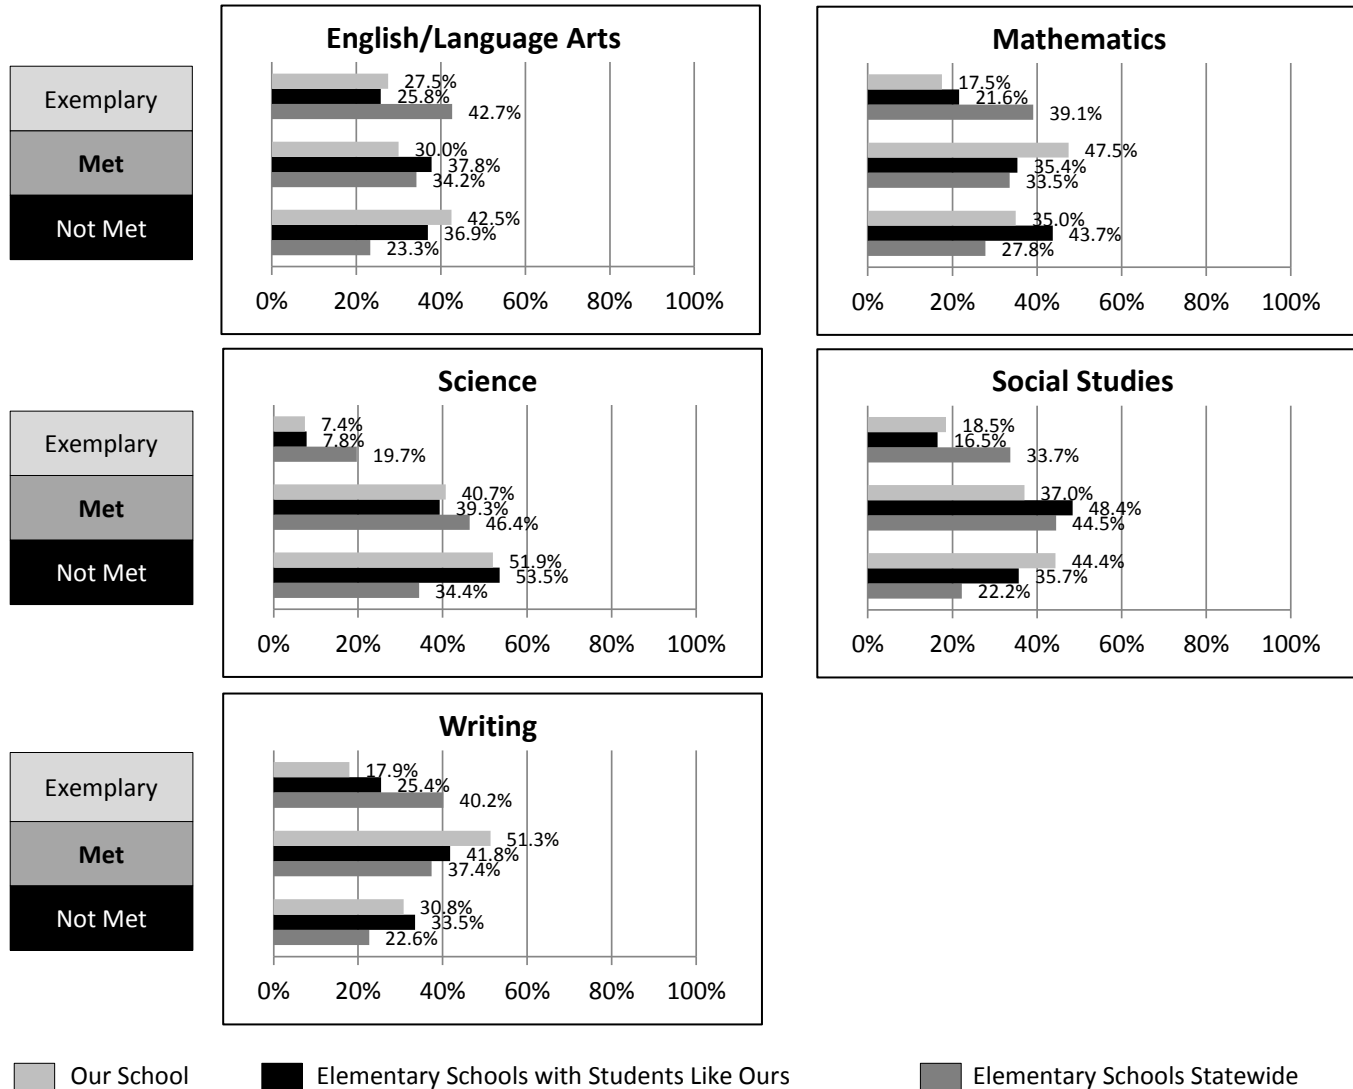 English/Language Arts
Exemplary
Met
Not Met
27.5%
25.8%
42.7%
30.0%
37.8%
34.2%
42.5%
36.9%
23.3%
0% 20% 40% 60% 80% 100%
Mathematics
17.5%
21.6%
39.1%
47.5%
35.4%
33.5%
35.0%
43.7%
27.8%
0% 20% 40% 60% 80% 100%
Science
Exemplary
Met
Not Met
7.4%
7.8%
19.7%
40.7%
39.3%
46.4%
51.9%
53.5%
34.4%
0% 20% 40% 60% 80% 100%
Social Studies
18.5%
16.5%
33.7%
37.0%
48.4%
44.5%
44.4%
35.7%
22.2%
0% 20% 40% 60% 80% 100%
Writing
Exemplary
Met
Not Met
17.9%
25.4%
40.2%
51.3%
41.8%
37.4%
30.8%
33.5%
22.6%
0% 20% 40% 60% 80% 100%
Our School
Elementary Schools with Students Like Ours
Elementary Schools Statewide